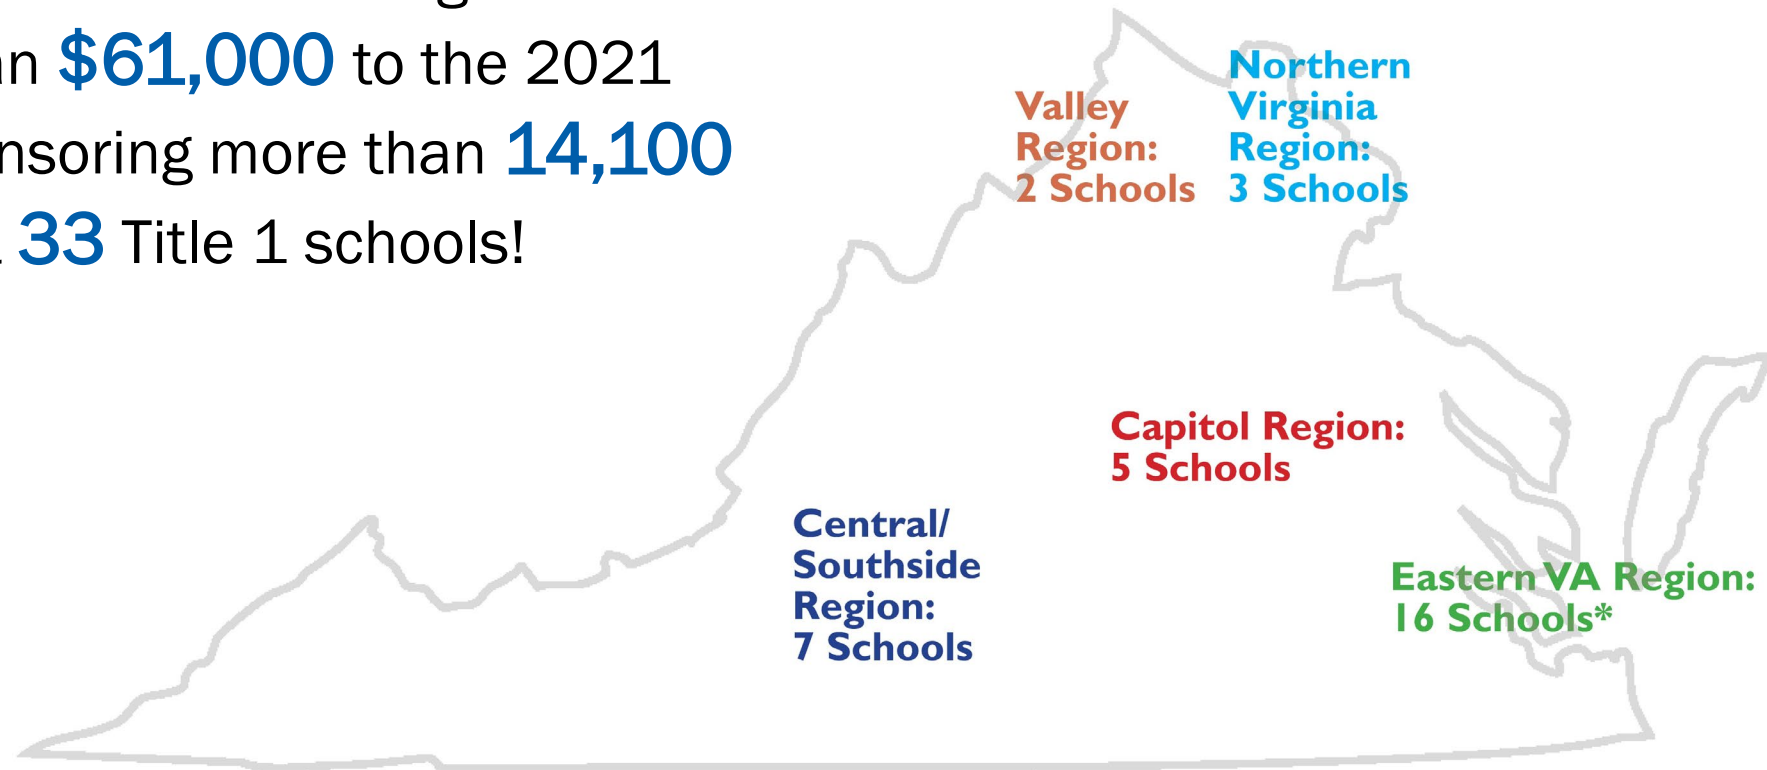 $61,000 to the 2021
more than 14,100
33 Title 1 schools!
Valley
Region:
2 Schools
Northern
Virginia
Region:
3 Schools
Capitol Region:
5 Schools
Central/
Southside
Region:
7 Schools
Eastern VA Region:
16 Schools*